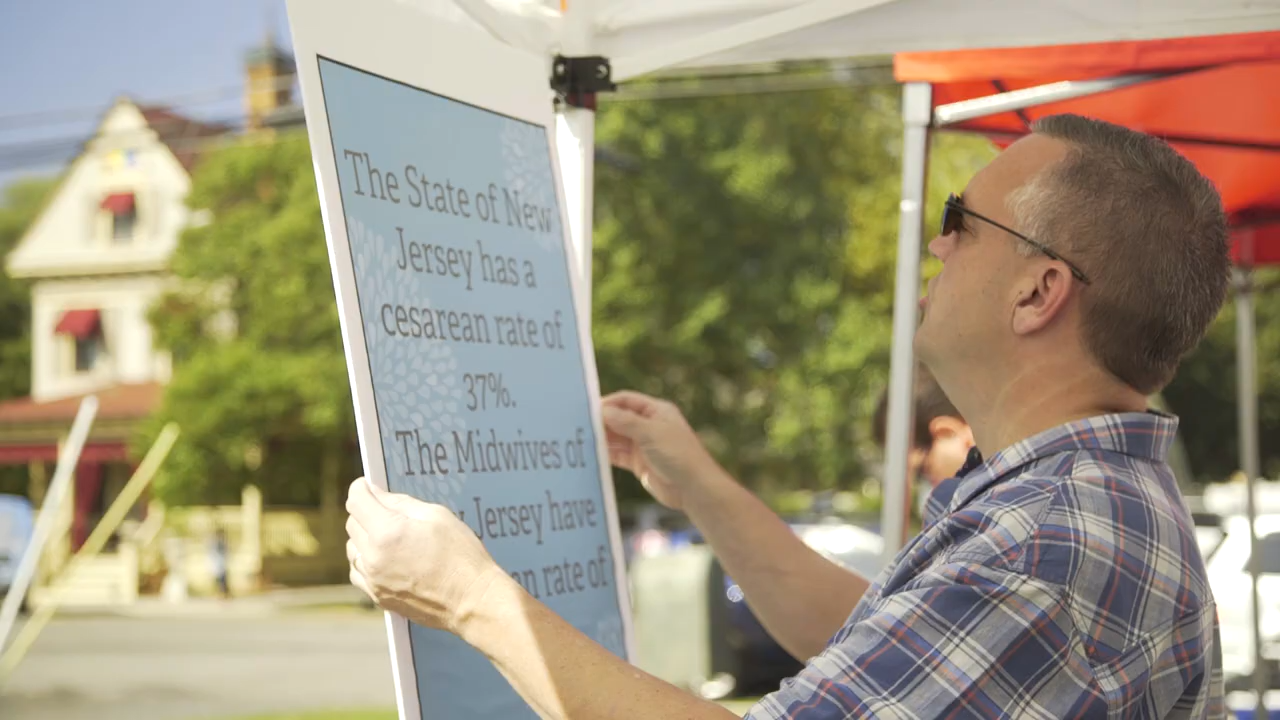 The State of New
Jersey has a
cesarean rate of
37%.
The Midwives of
Jersey have
rate of